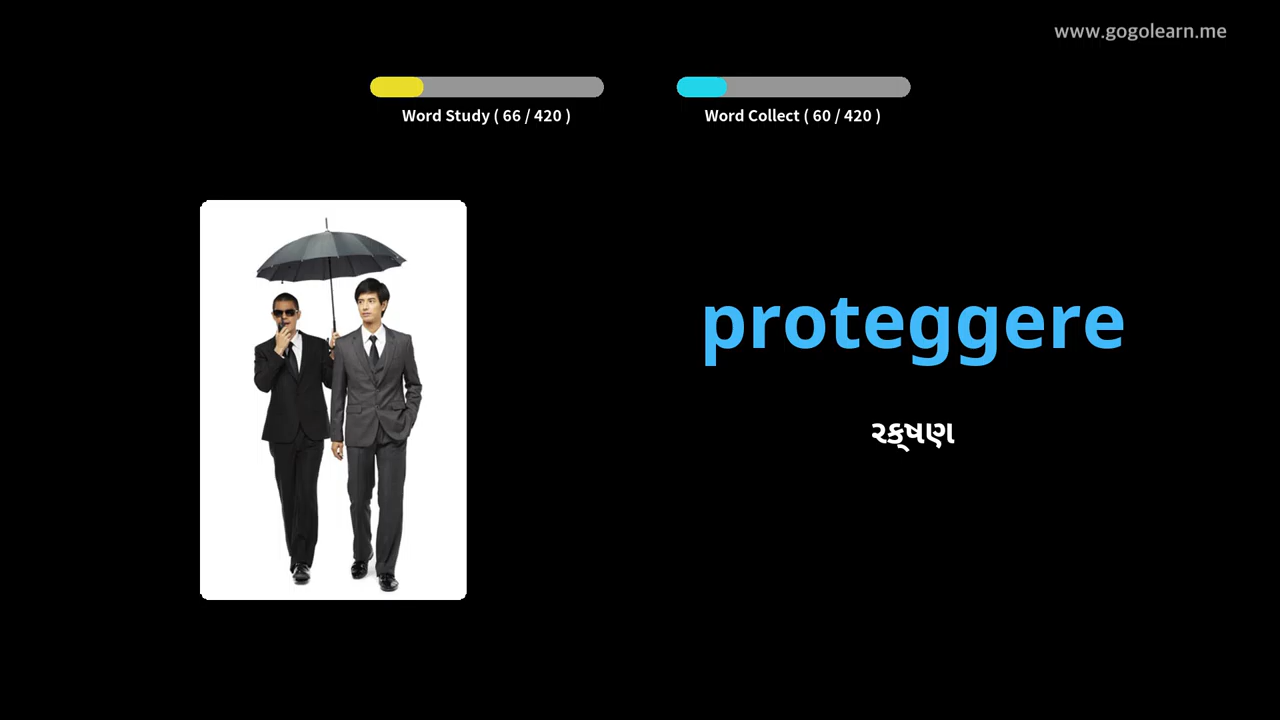 www.gogolearn.me
Word Study ( 66 / 420 )
Word Collect ( 60 / 420 )
proteggere
રક્ષણ